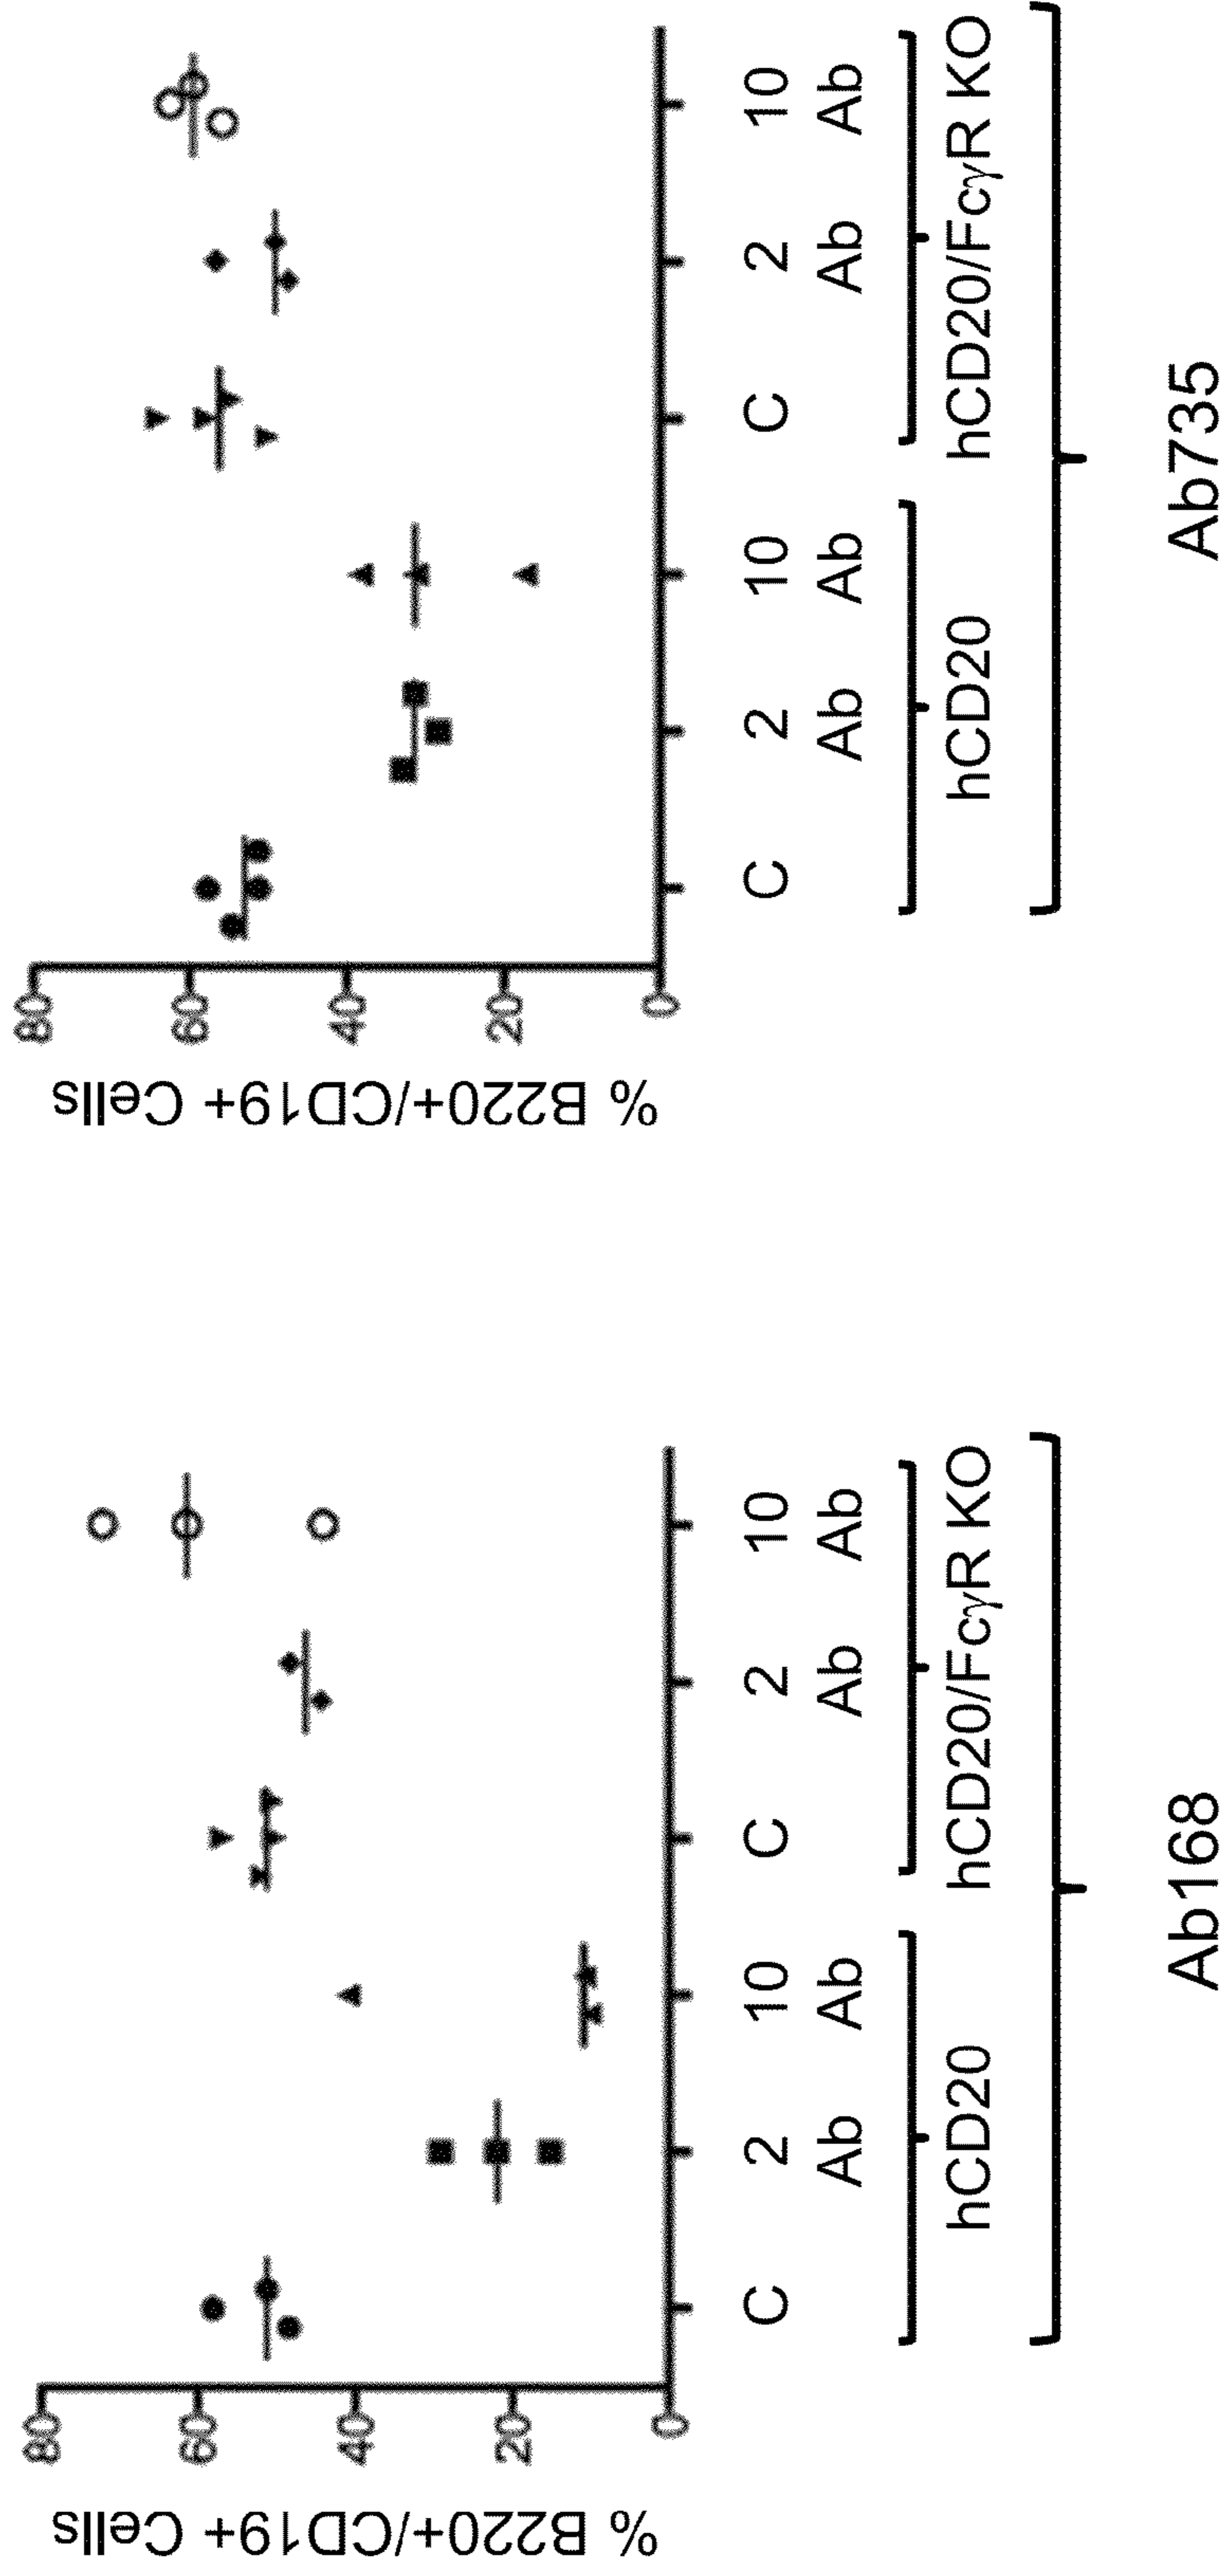 % B220+/CD19+ Cells
80
60
40
20
0
C 2 10 C 2 10
Ab Ab Ab Ab
hCD20 hCD20/FcγR KO
Ab168
% B220+/CD19+ Cells
80
60
40
20
0
C 2 10 C 2 10
Ab Ab Ab Ab
hCD20 hCD20/FcγR KO
Ab735